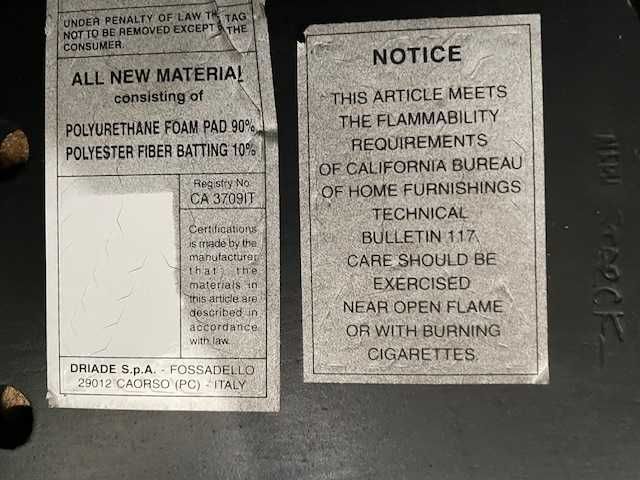 UNDER PENALTY OF LAW TAG
NOT TO BE REMOVED EXCEPT THE
CONSUMER.
ALL NEW MATERIAL
consisting of
POLYURETHANE FOAM PAD 90%
POLYESTER FIBER BATTING 10%
Registry No.
CA 3709IT
Certifications
is made by the
manufacturer
that the
materials in
this article are
described in
accordance
with law.
DRIADE S.p.A. - FOSSADELLO
29012 CAORSO (PC) - ITALY
NOTICE
THIS ARTICLE MEETS
THE FLAMMABILITY
REQUIREMENTS
OF CALIFORNIA BUREAU
OF HOME FURNISHINGS
TECHNICAL
BULLETIN 117.
CARE SHOULD BE
EXERCISED
NEAR OPEN FLAME
OR WITH BURNING
CIGARETTES.